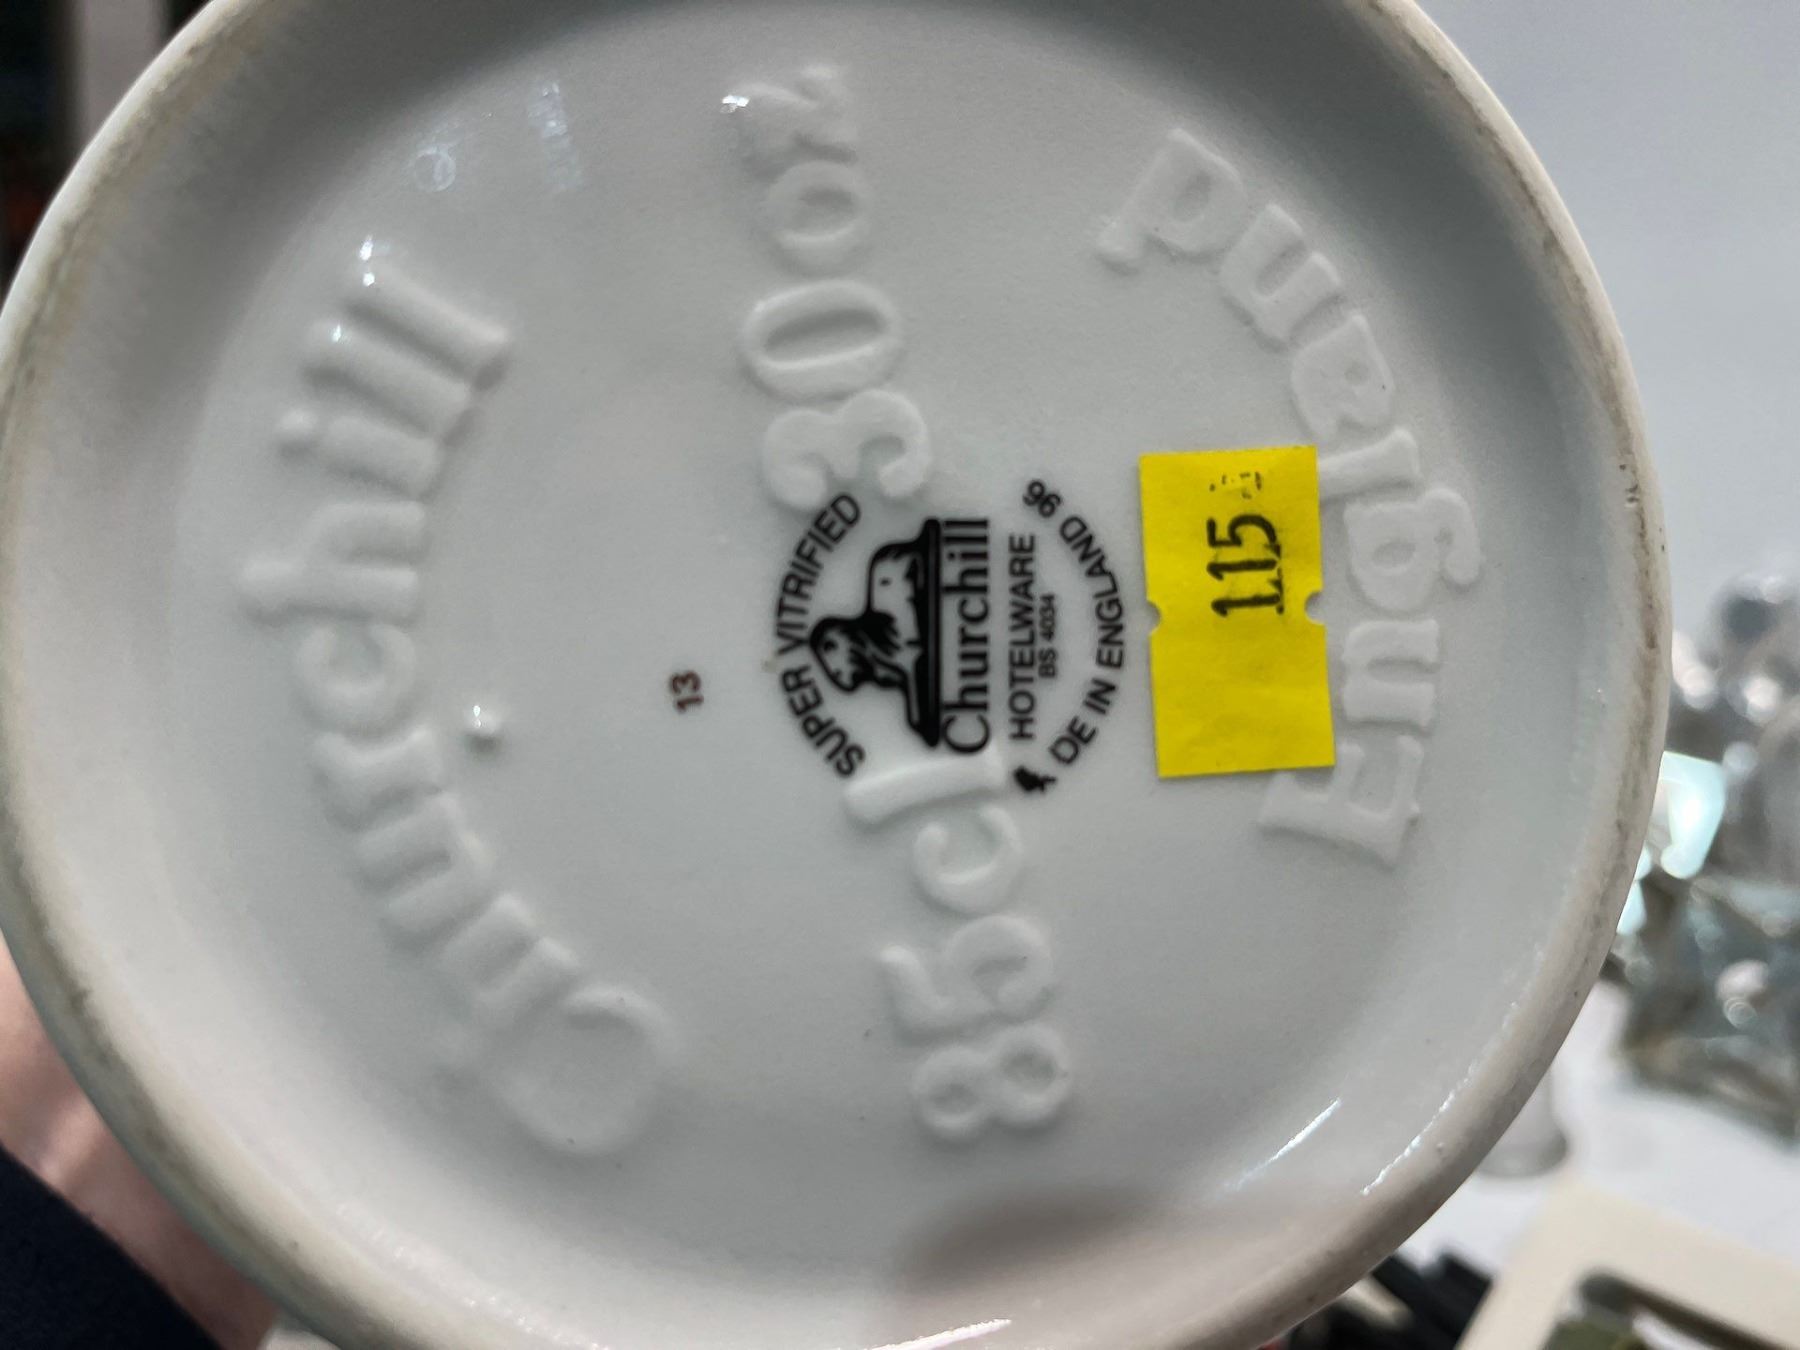 Churchill
30oz
85cl
England
SUPER VITRIFIED
Churchill
HOTELWARE
BS 4034
DE IN ENGLAND 96
13
115